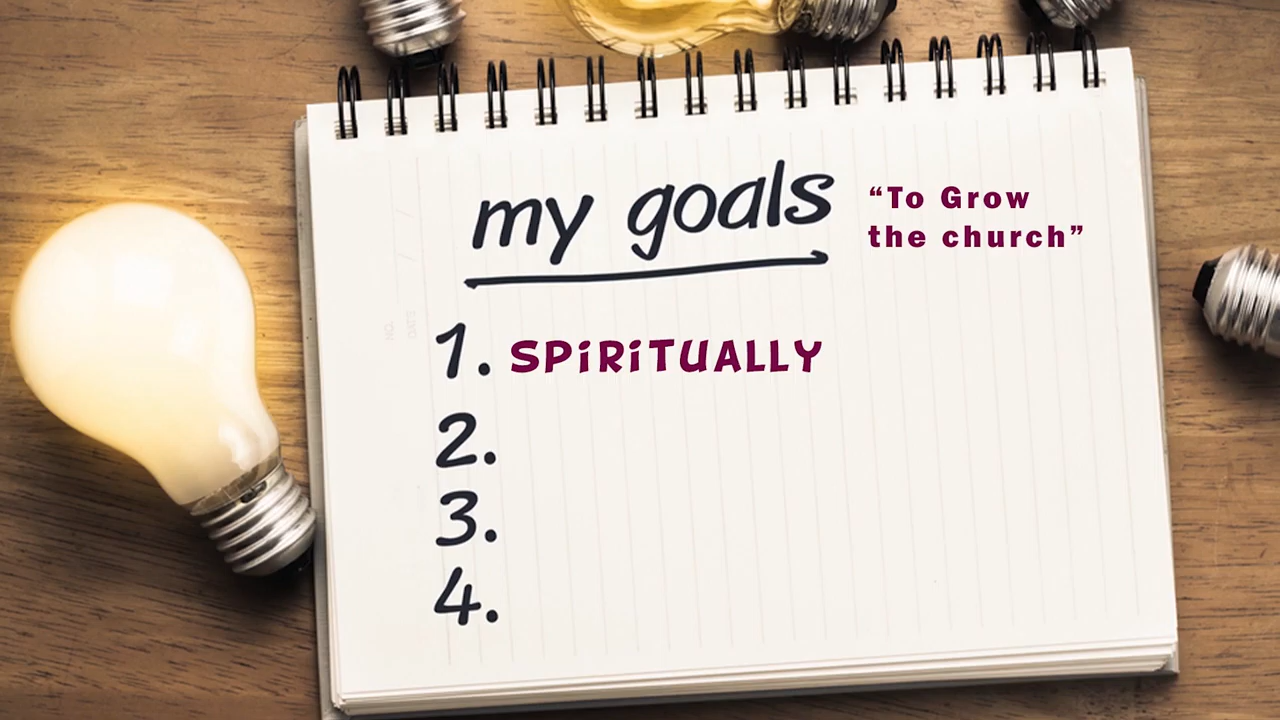 my goals
“To Grow
the church”
1. SPiRiTUALLY
2.
3.
4.